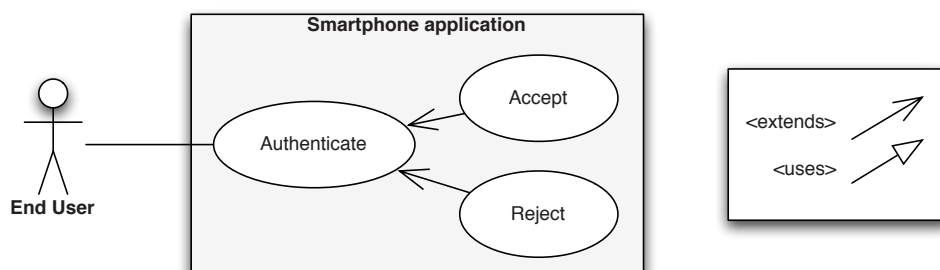 Smartphone application
Accept
Authenticate
Reject
End User
<extends>
<uses>